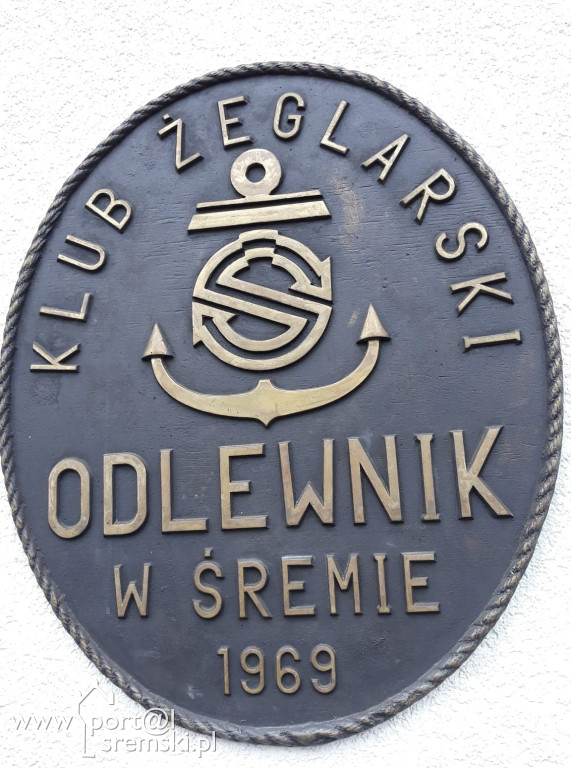 KLUB ŻEGLARSKI
ODLEWNIK
W ŚREMIE
1969
www.port@l
sremski.pl